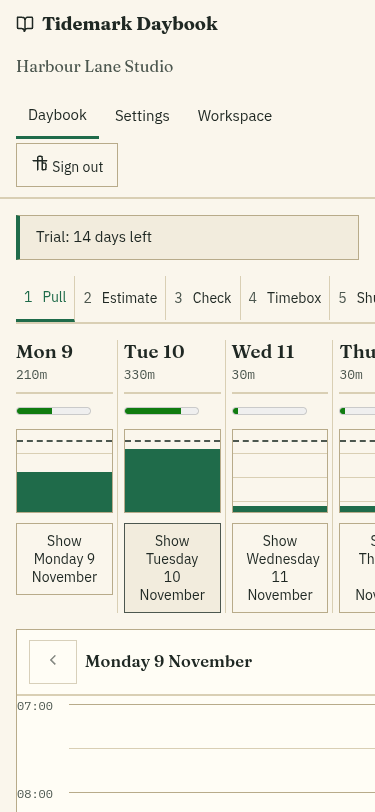 Tidemark Daybook
Harbour Lane Studio
Daybook Settings Workspace
Sign out
Trial: 14 days left
1 Pull 2 Estimate 3 Check 4 Timebox 5
Mon 9 Tue 10 Wed 11
210m 330m 30m 30m
Show Show Show
Monday 9 Tuesday Wednesday
November 10 11
November November
Monday 9 November
07:00
08:00